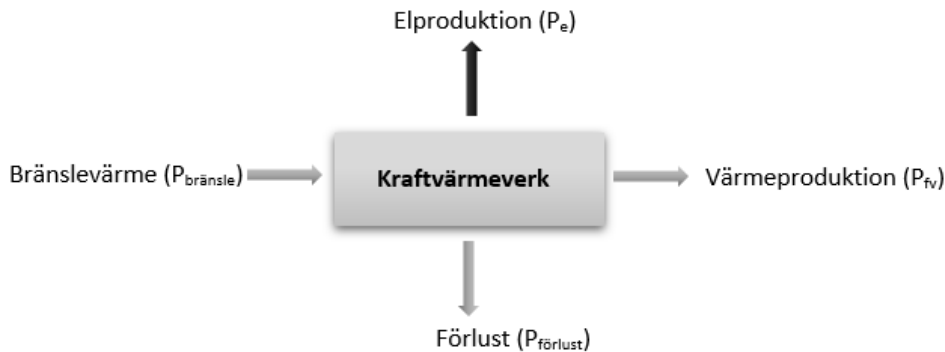 Elproduktion (Pe)
Bränslevärme (Pbränsle)
Kraftvärmeverk
Värmeproduktion (Pfv)
Förlust (Pförlust)